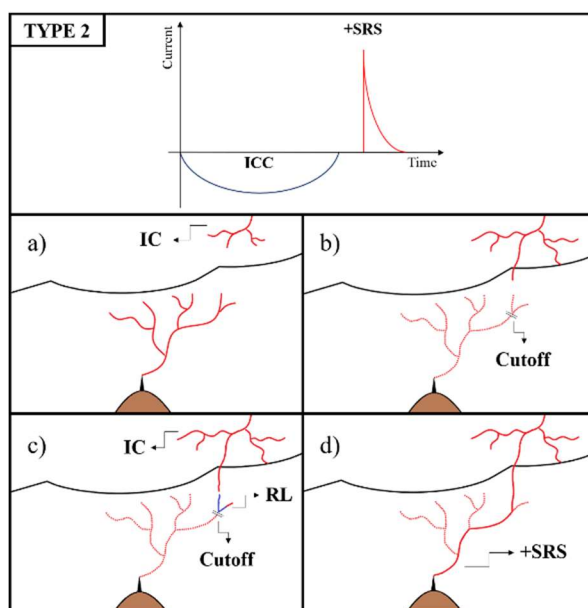 TYPE 2
+SRS
Current
ICC
Time
a)
IC
b)
Cutoff
c)
IC
RL
Cutoff
d)
+SRS